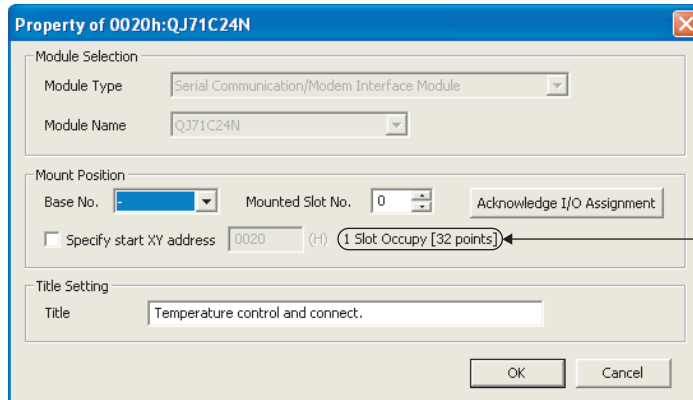 Property of 0020h:QJ71C24N
Module Selection
Module Type Serial Communication/Modem Interface Module
Module Name QJ71C24N
Mount Position
Base No. - Mounted Slot No. 0 Acknowledge I/O Assignment
Specify start XY address 0020 (H) 1 Slot Occupy [32 points]
Title Setting
Title Temperature control and connect.
OK Cancel